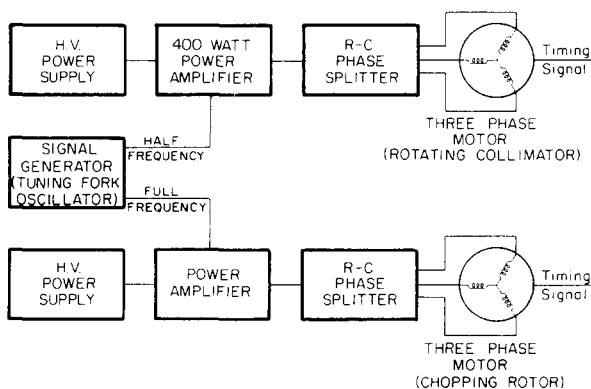 H.V.
POWER
SUPPLY
400 WATT
POWER
AMPLIFIER
R-C
PHASE
SPLITTER
Timing
Signal
THREE PHASE
MOTOR
(ROTATING COLLIMATOR)
SIGNAL
GENERATOR
(TUNING FORK
OSCILLATOR)
HALF
FREQUENCY
FULL
FREQUENCY
H.V.
POWER
SUPPLY
POWER
AMPLIFIER
R-C
PHASE
SPLITTER
Timing
Signal
THREE PHASE
MOTOR
(CHOPPING ROTOR)